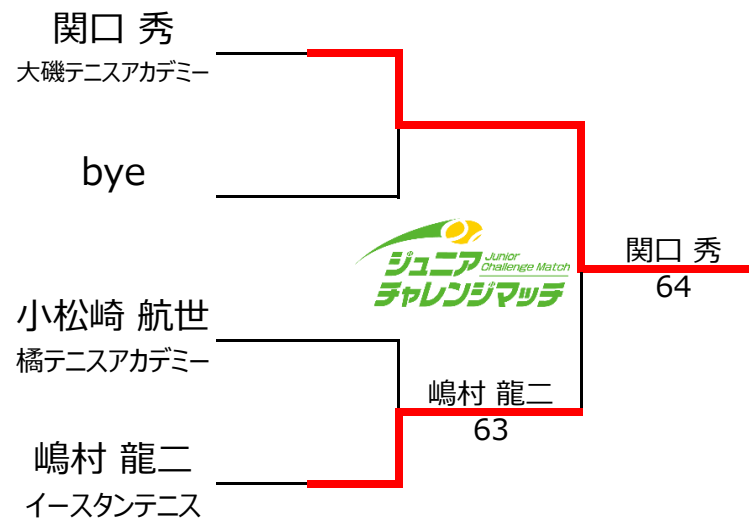 関口 秀
大磯テニスアカデミー
bye
ジュニア Junior Challenge Match
チャレンジマッチ
関口 秀
64
小松崎 航世
橘テニスアカデミー
嶋村 龍二
63
嶋村 龍二
イースタンテニス